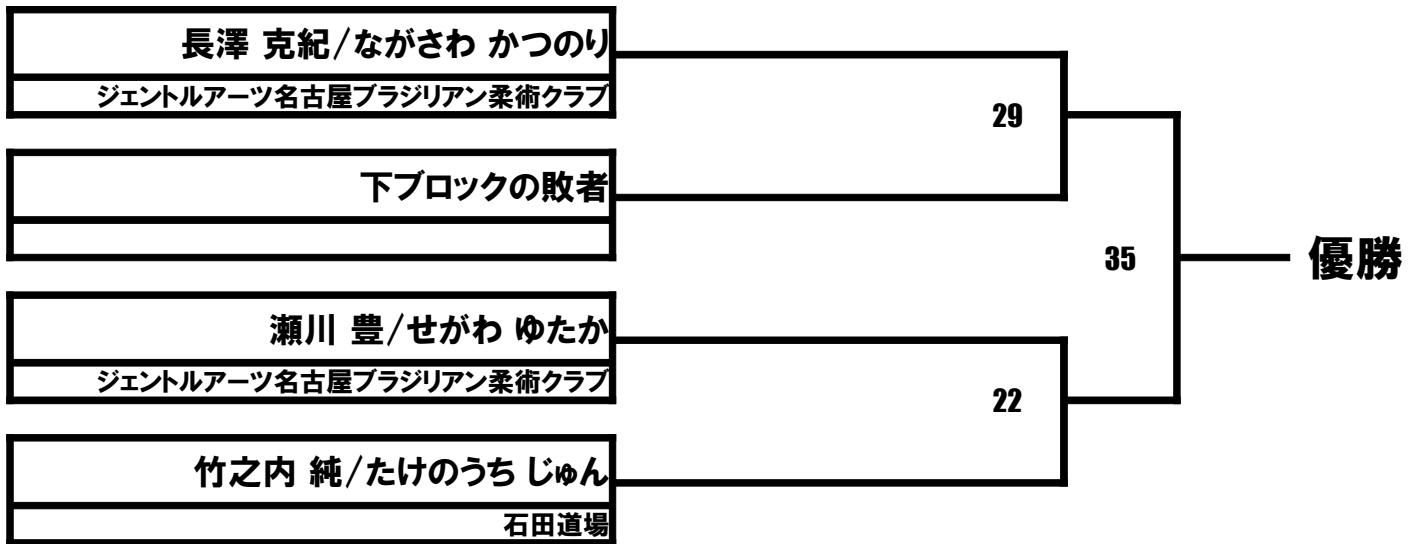 長澤 克紀/ながさわ かつのり
ジェントルアーツ名古屋ブラジリアン柔術クラブ
29
下ブロックの敗者
35
優勝
瀬川 豊/せがわ ゆたか
ジェントルアーツ名古屋ブラジリアン柔術クラブ
22
竹之内 純/たけのうち じゅん
石田道場